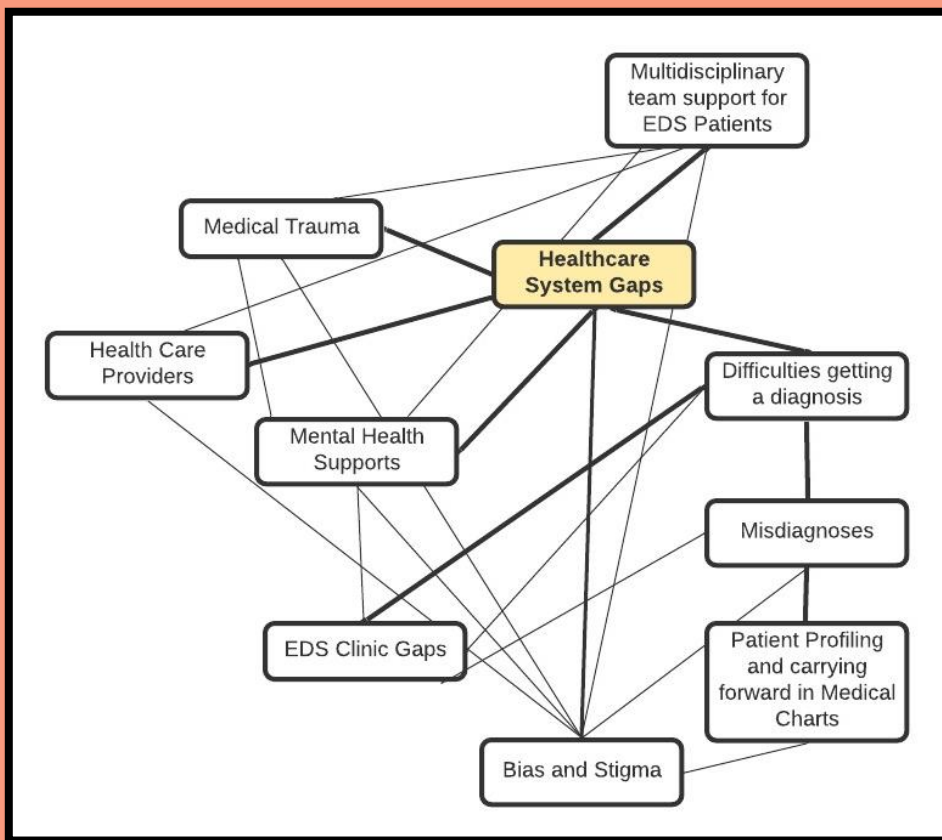 Multidisciplinary
team support for
EDS Patients
Medical Trauma
Healthcare
System Gaps
Health Care
Providers
Difficulties getting
a diagnosis
Mental Health
Supports
Misdiagnoses
EDS Clinic Gaps
Patient Profiling
and carrying
forward in Medical
Charts
Bias and Stigma